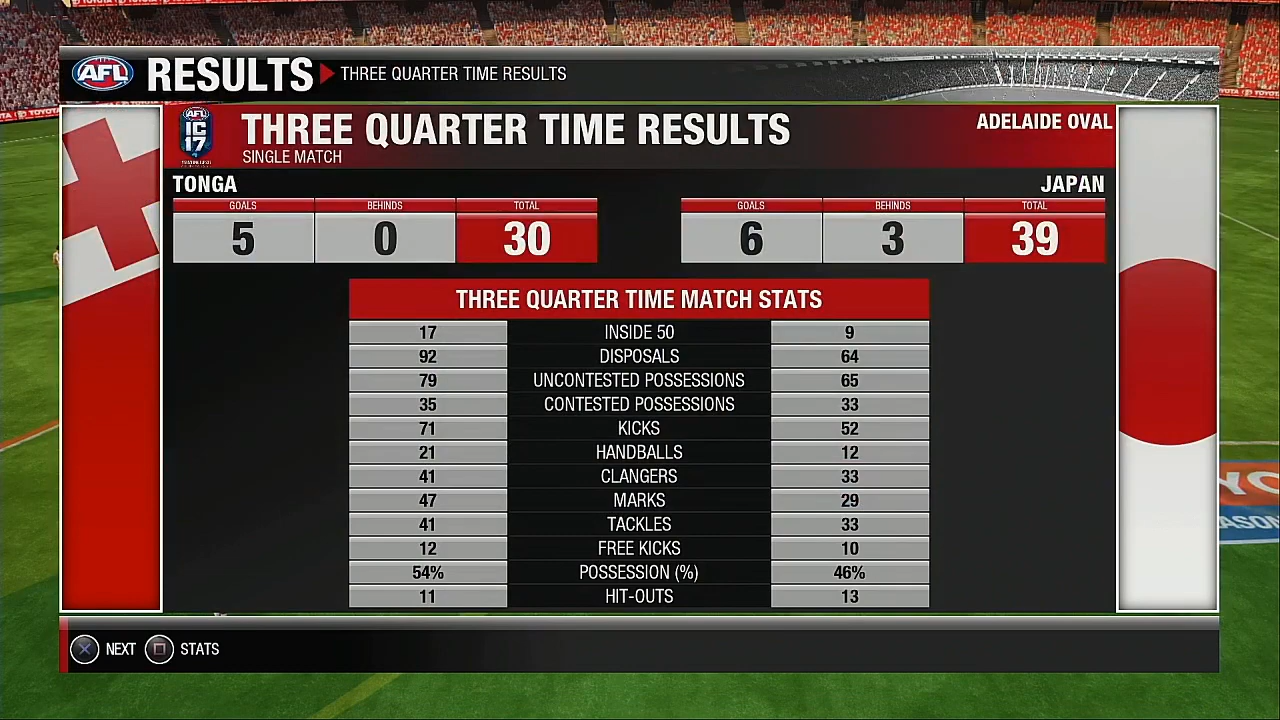 AFL RESULTS THREE QUARTER TIME RESULTS
AFL
IC
17
THREE QUARTER TIME RESULTS
ADELAIDE OVAL
SINGLE MATCH
TONGA
JAPAN
GOALS BEHINDS TOTAL GOALS BEHINDS TOTAL
5 0 30 6 3 39
THREE QUARTER TIME MATCH STATS
17 INSIDE 50 9
92 DISPOSALS 64
79 UNCONTESTED POSSESSIONS 65
35 CONTESTED POSSESSIONS 33
71 KICKS 52
21 HANDBALLS 12
41 CLANGERS 33
47 MARKS 29
41 TACKLES 33
12 FREE KICKS 10
54% POSSESSION (%) 46%
11 HIT-OUTS 13
NEXT STATS
TOYOTA